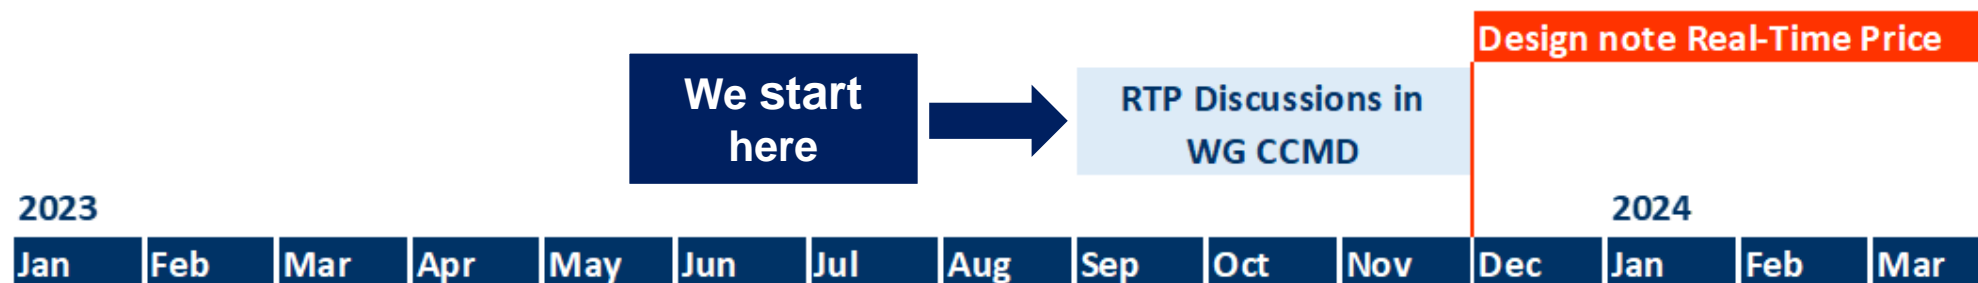 Design note Real-Time Price
We start
here
RTP Discussions in
WG CCMD
2023
2024
Jan Feb Mar Apr May Jun Jul Aug Sep Oct Nov Dec Jan Feb Mar